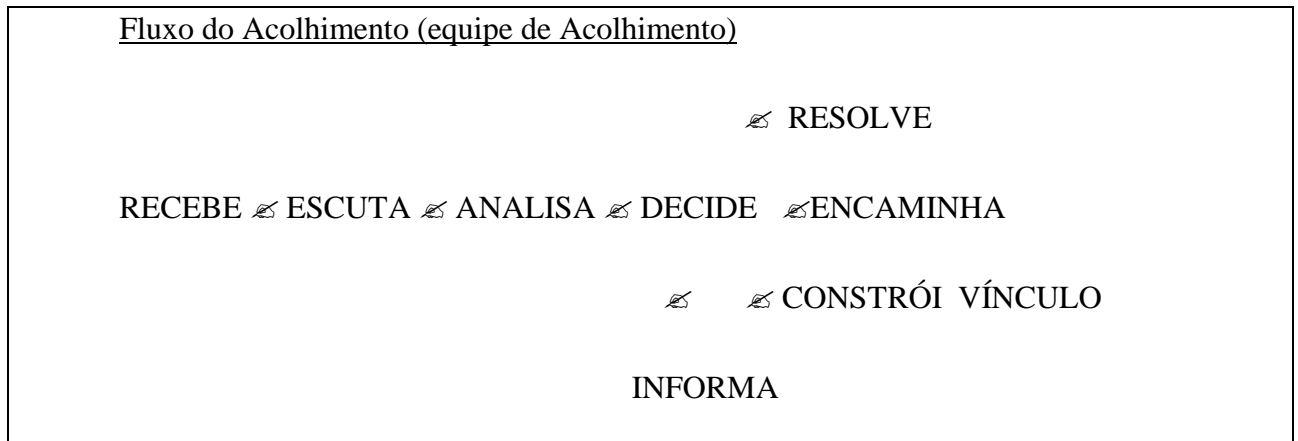 Fluxo do Acolhimento (equipe de Acolhimento)
✍ RESOLVE
RECEBE ✍ ESCUTA ✍ ANALISA ✍ DECIDE ✍ENCAMINHA
✍ ✍ CONSTRÓI VÍNCULO
INFORMA